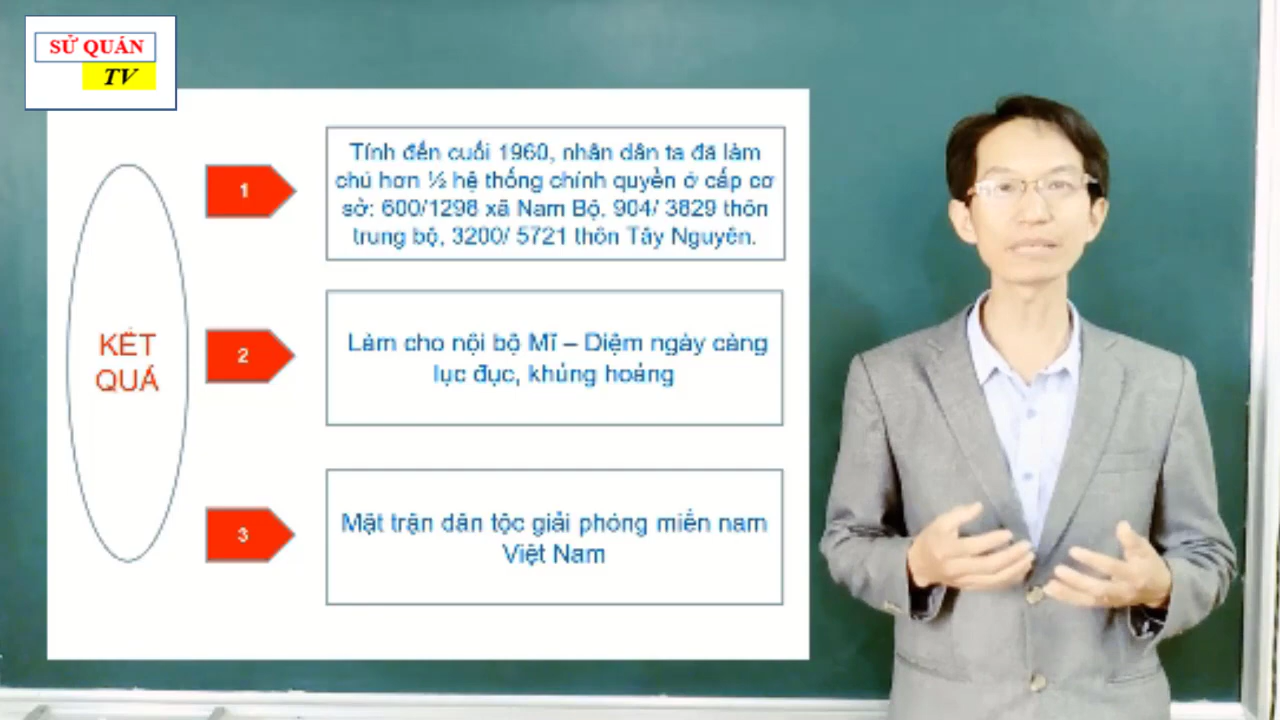 SỬ QUÁN
TV
Tính đến cuối 1960, nhân dân ta đã làm
chủ hơn ½ hệ thống chính quyền ở cấp cơ
sở: 600/1298 xã Nam Bộ, 904/ 3829 thôn
trung bộ, 3200/ 5721 thôn Tây Nguyên.
1
KẾT
QUẢ
2
Làm cho nội bộ Mĩ – Diệm ngày càng
lục đục, khủng hoảng
3
Mặt trận dân tộc giải phóng miền nam
Việt Nam